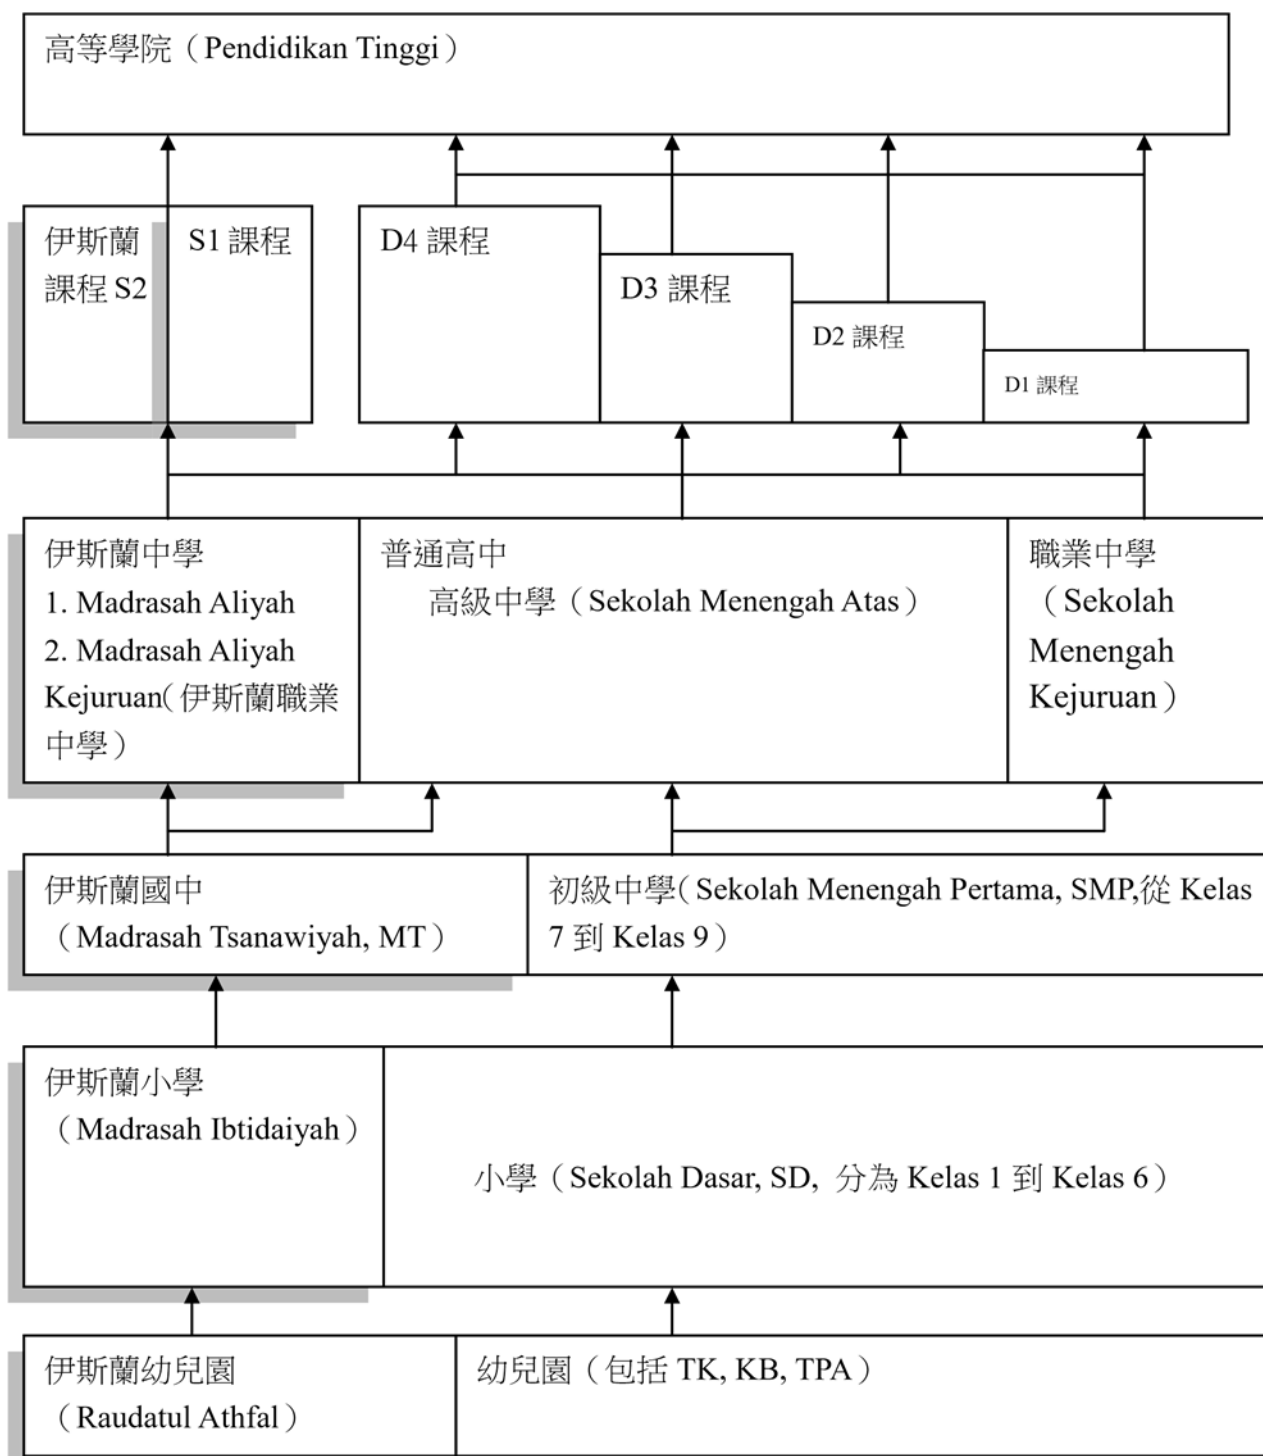 高等學院（Pendidikan Tinggi）
伊斯蘭
課程 S2
S1 課程
D4 課程
D3 課程
D2 課程
D1 課程
伊斯蘭中學
1. Madrasah Aliyah
2. Madrasah Aliyah
Kejuruan（伊斯蘭職業
中學）
普通高中
高級中學（Sekolah Menengah Atas）
職業中學
（Sekolah
Menengah
Kejuruan）
伊斯蘭國中
（Madrasah Tsanawiyah, MT）
初級中學（Sekolah Menengah Pertama, SMP,從 Kelas
7 到 Kelas 9）
伊斯蘭小學
（Madrasah Ibtidaiyah）
小學（Sekolah Dasar, SD, 分為 Kelas 1 到 Kelas 6）
伊斯蘭幼兒園
（Raudatul Athfal）
幼兒園（包括 TK, KB, TPA）